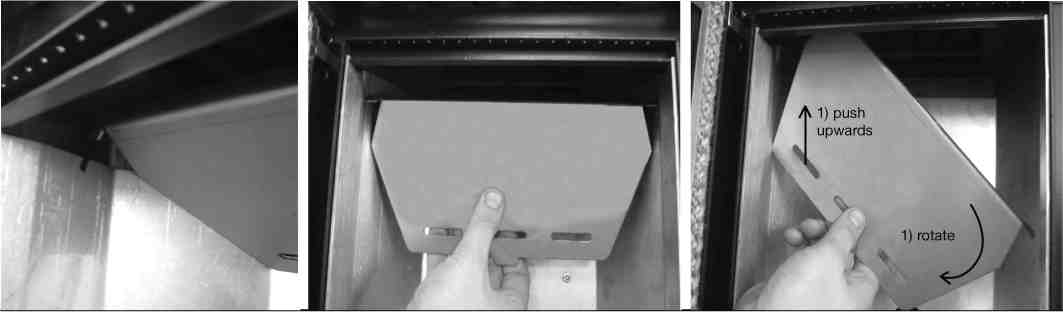 1) push
upwards
1) rotate